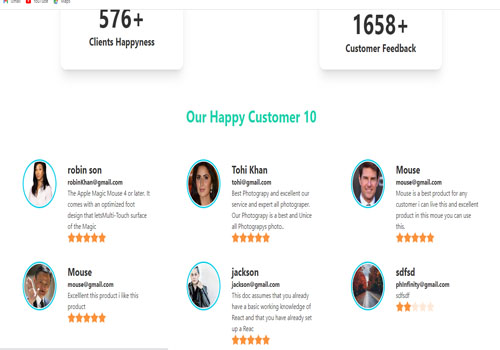 Gmail
YouTube
Maps
576+
Clients Happyness
1658+
Customer Feedback
Our Happy Customer 10
robin son
robinKhan@gmail.com
The Apple Magic Mouse 4 or later. It
comes with an optimized foot
design that letsMulti-Touch surface
of the Magic
Tohi Khan
tohi@gmail.com
Best Photograpy and excellent our
service and expert all photograper.
Our Photograpy is a best and Unice
all Photograpys photo..
Mouse
mouse@gmail.com
Mouse is a best product for any
customer i can live this and excellent
product in this moue you can use
this.
Mouse
mouse@gmail.com
Excelllent this product i like this
product
jackson
jackson@gmail.com
This doc assumes that you already
have a basic working knowledge of
React and that you have already set
up a Reac
sdfsd
phinfinity@gmail.com
sdfsdf